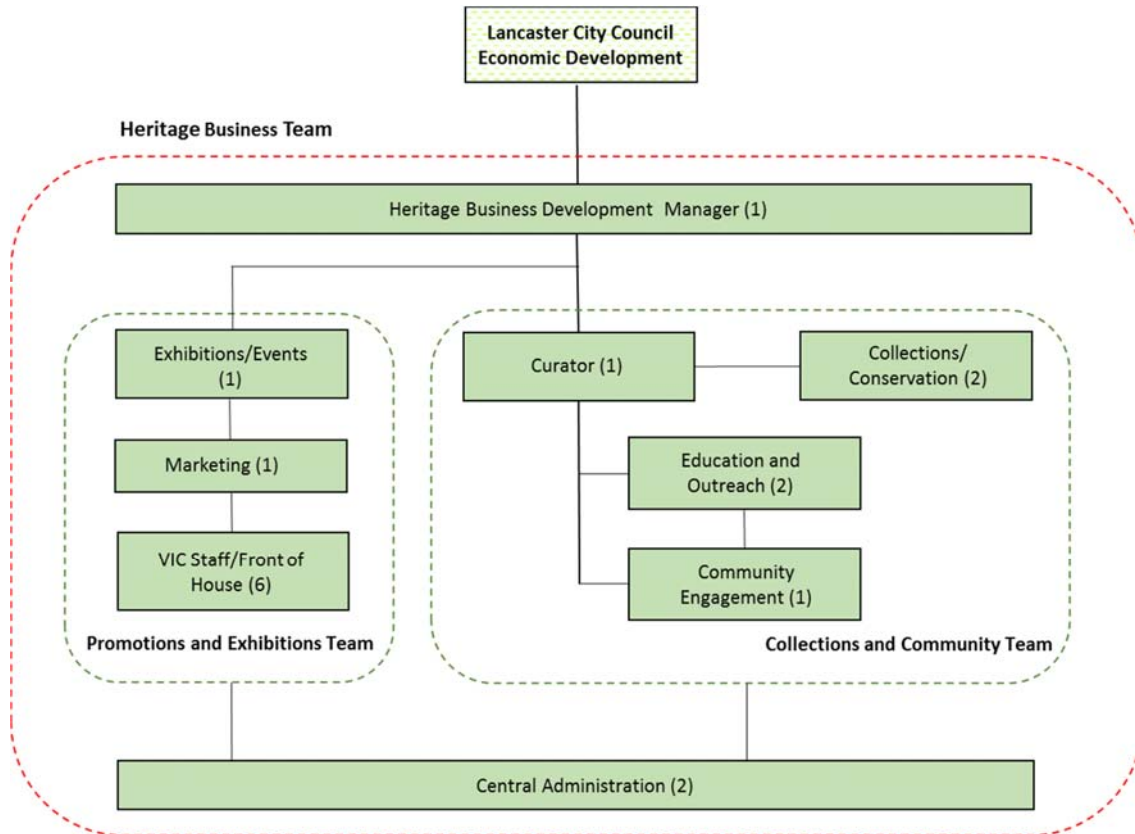 Lancaster City Council
Economic Development
Heritage Business Team
Heritage Business Development Manager (1)
Exhibitions/Events
(1)
Marketing (1)
VIC Staff/Front of
House (6)
Promotions and Exhibitions Team
Curator (1)
Collections/
Conservation (2)
Education and
Outreach (2)
Community
Engagement (1)
Collections and Community Team
Central Administration (2)